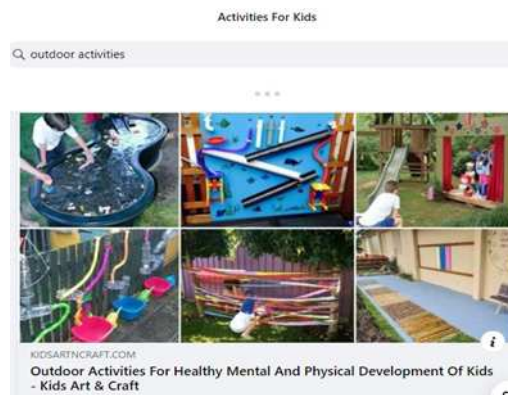 Activities For Kids
outdoor activities
KIDSARTNCRAFT.COM
Outdoor Activities For Healthy Mental And Physical Development Of Kids
- Kids Art & Craft